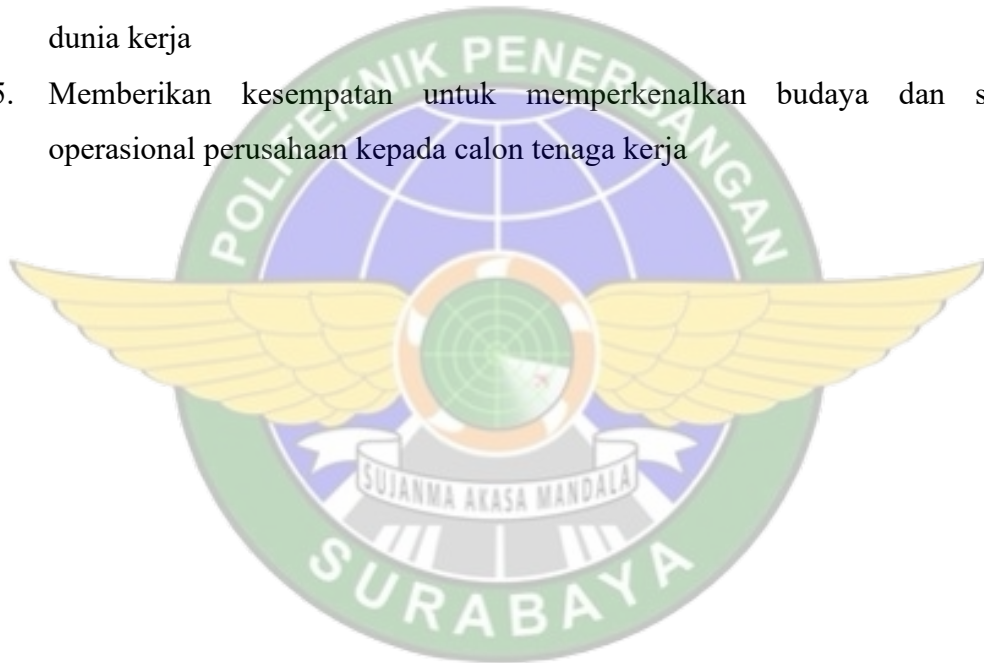 dunia kerja
5. Memberikan kesempatan untuk memperkenalkan budaya dan
operasional perusahaan kepada calon tenaga kerja
POLITEKNIK PENERBANGAN
SUJANMA AKASA MANDALA
SURABAYA